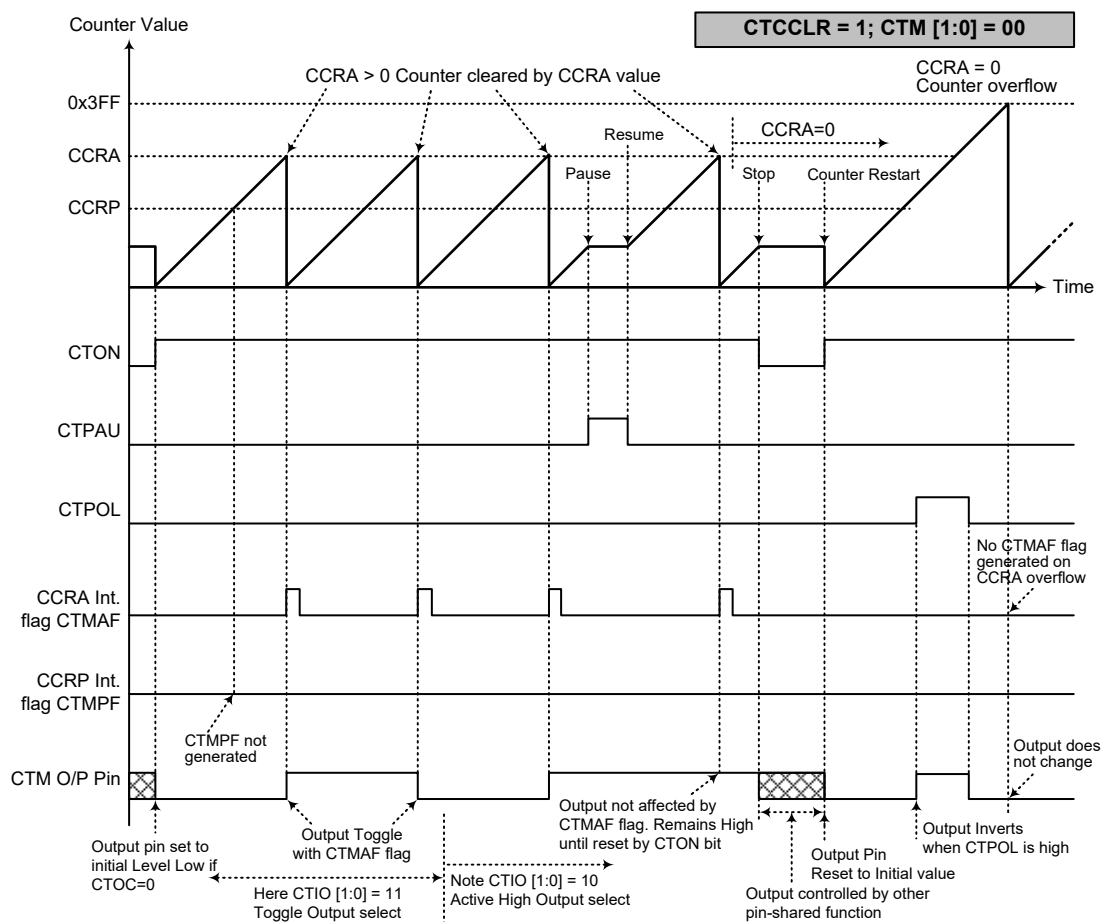 Counter Value
CTCCLR = 1; CTM [1:0] = 00
CCRA > 0 Counter cleared by CCRA value
CCRA = 0
Counter overflow
0x3FF
CCRA=0
Resume
CCRA
Pause
Stop
Counter Restart
CCRP
Time
CTON
CTPAU
CTPOL
No CTMAF flag
generated on
CCRA overflow
CCRA Int.
flag CTMAF
CCRP Int.
flag CTMPF
CTMPF not
generated
CTM O/P Pin
Output does
not change
Output pin set to
initial Level Low if
CTOC=0
Output Toggle
with CTMAF flag
Output not affected by
CTMAF flag. Remains High
until reset by CTON bit
Output Inverts
when CTPOL is high
Output Pin
Reset to Initial value
Here CTIO [1:0] = 11
Toggle Output select
Note CTIO [1:0] = 10
Active High Output select
Output controlled by other
pin-shared function